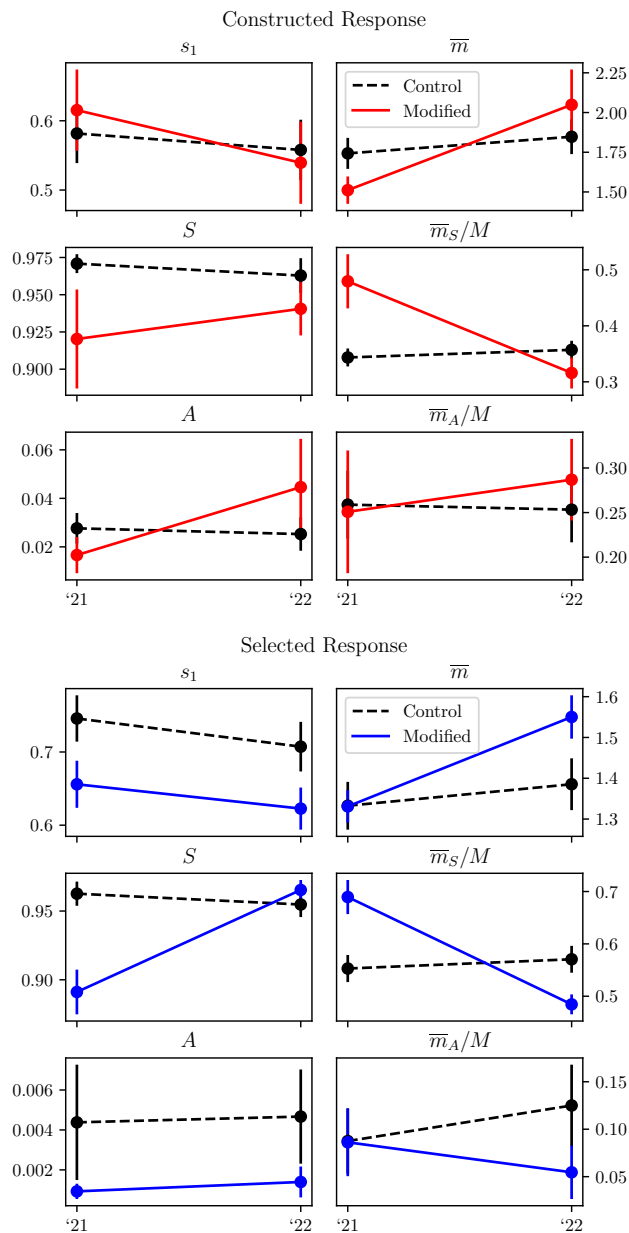 Constructed Response
s₁ m̅
0.6
0.5
Control
Modified
2.25
2.00
1.75
1.50
S m̅_S/M
0.975
0.950
0.925
0.900
0.5
0.4
0.3
A m̅_A/M
0.06
0.04
0.02
0.30
0.25
0.20
‘21 ‘22 ‘21 ‘22
Selected Response
s₁ m̅
0.7
0.6
Control
Modified
1.6
1.5
1.4
1.3
S m̅_S/M
0.95
0.90
0.7
0.6
0.5
A m̅_A/M
0.006
0.004
0.002
0.15
0.10
0.05
‘21 ‘22 ‘21 ‘22